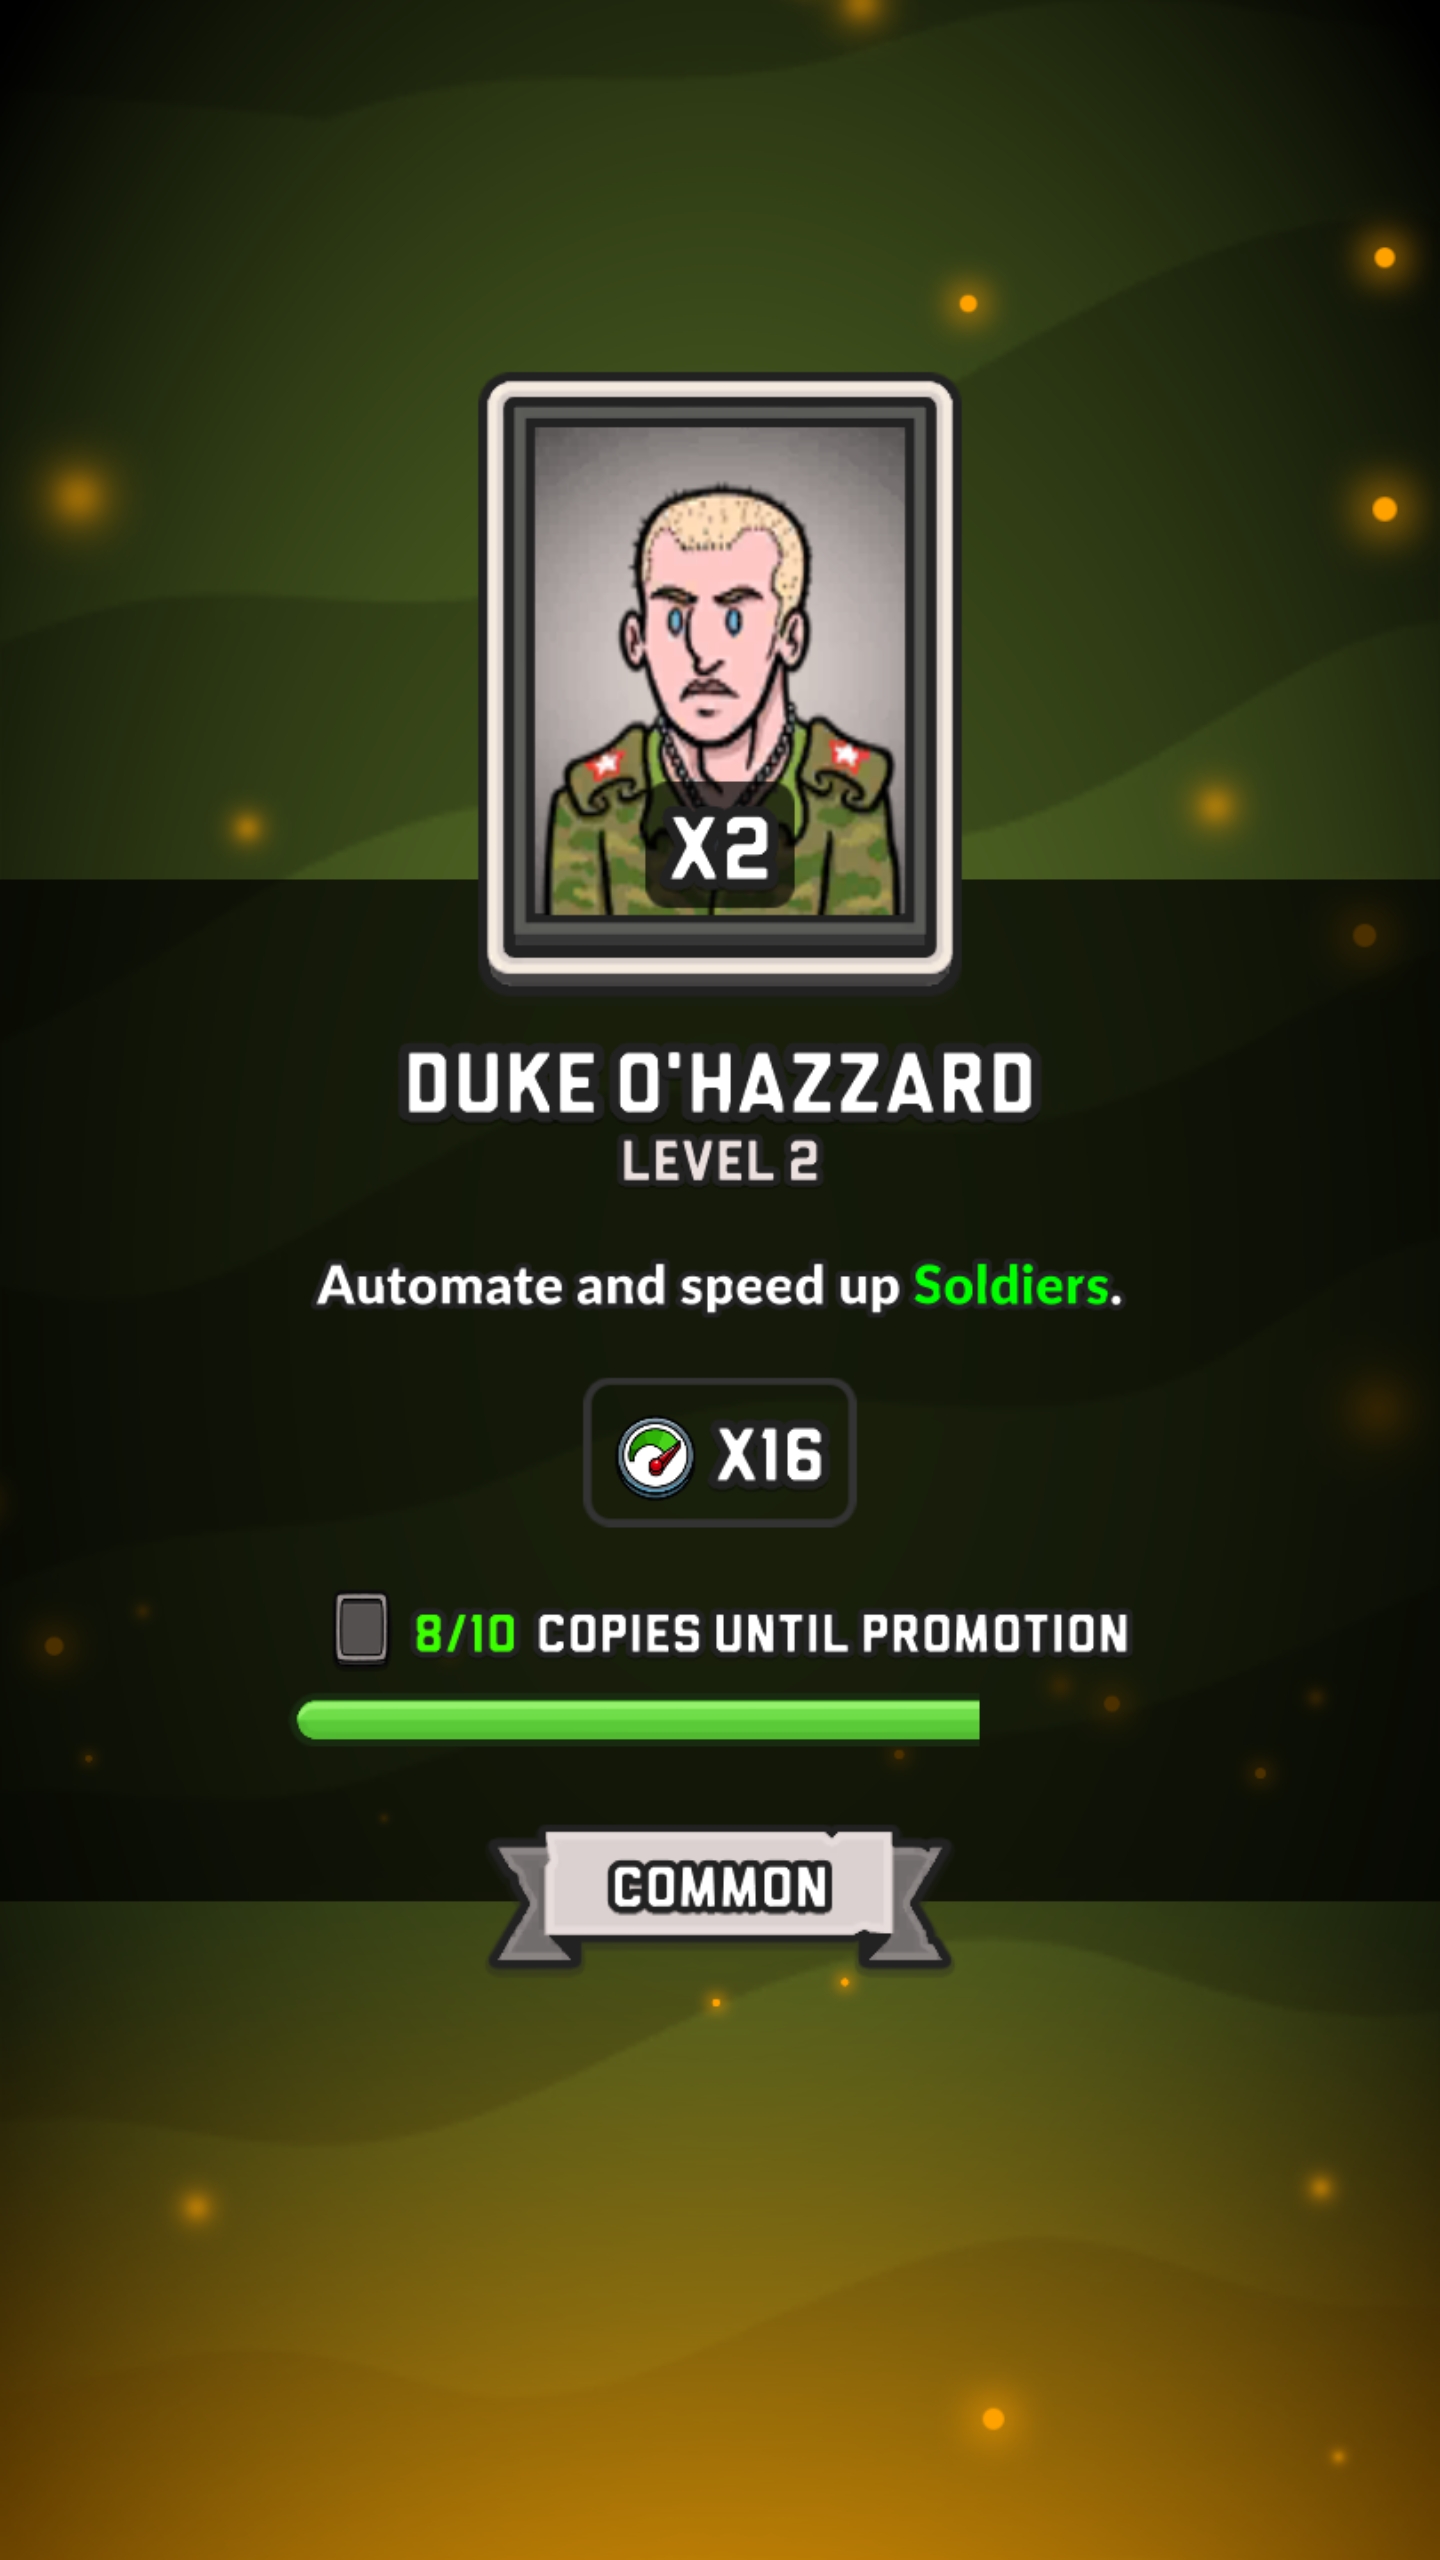 X2
DUKE O'HAZZARD
LEVEL 2
Automate and speed up Soldiers.
X16
8/10 COPIES UNTIL PROMOTION
COMMON